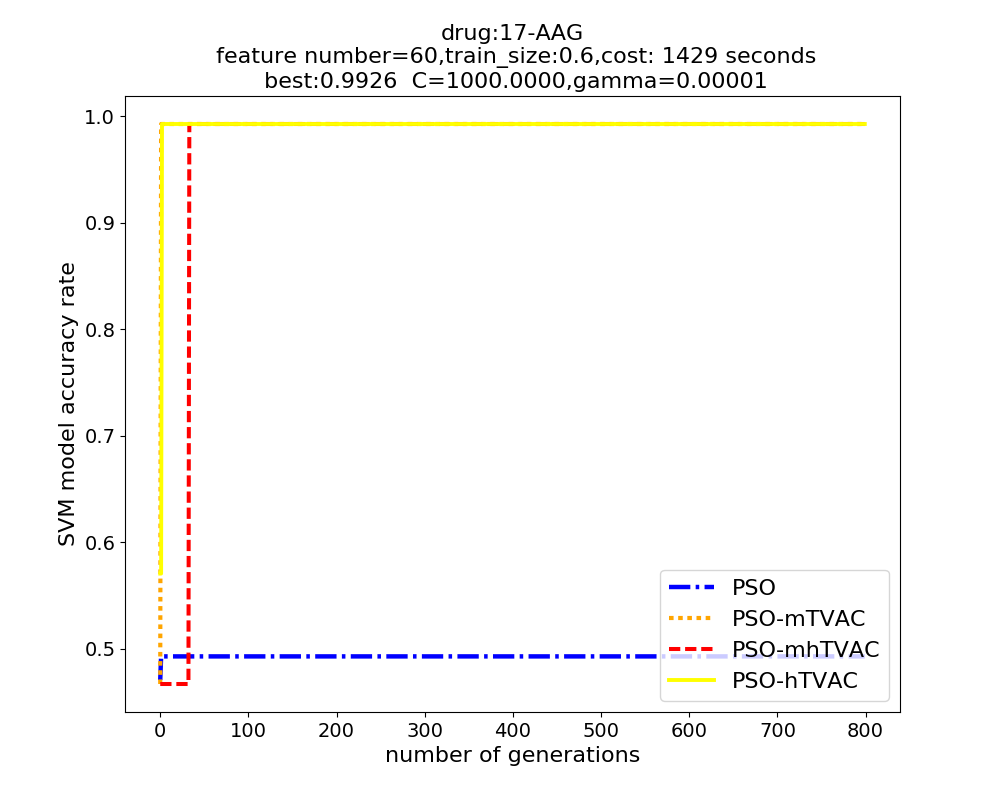 drug:17-AAG
feature number=60,train_size:0.6,cost: 1429 seconds
best:0.9926  C=1000.0000,gamma=0.00001
1.0
0.9
0.8
0.7
0.6
0.5
SVM model accuracy rate
PSO
PSO-mTVAC
PSO-mhTVAC
PSO-hTVAC
0 100 200 300 400 500 600 700 800
number of generations